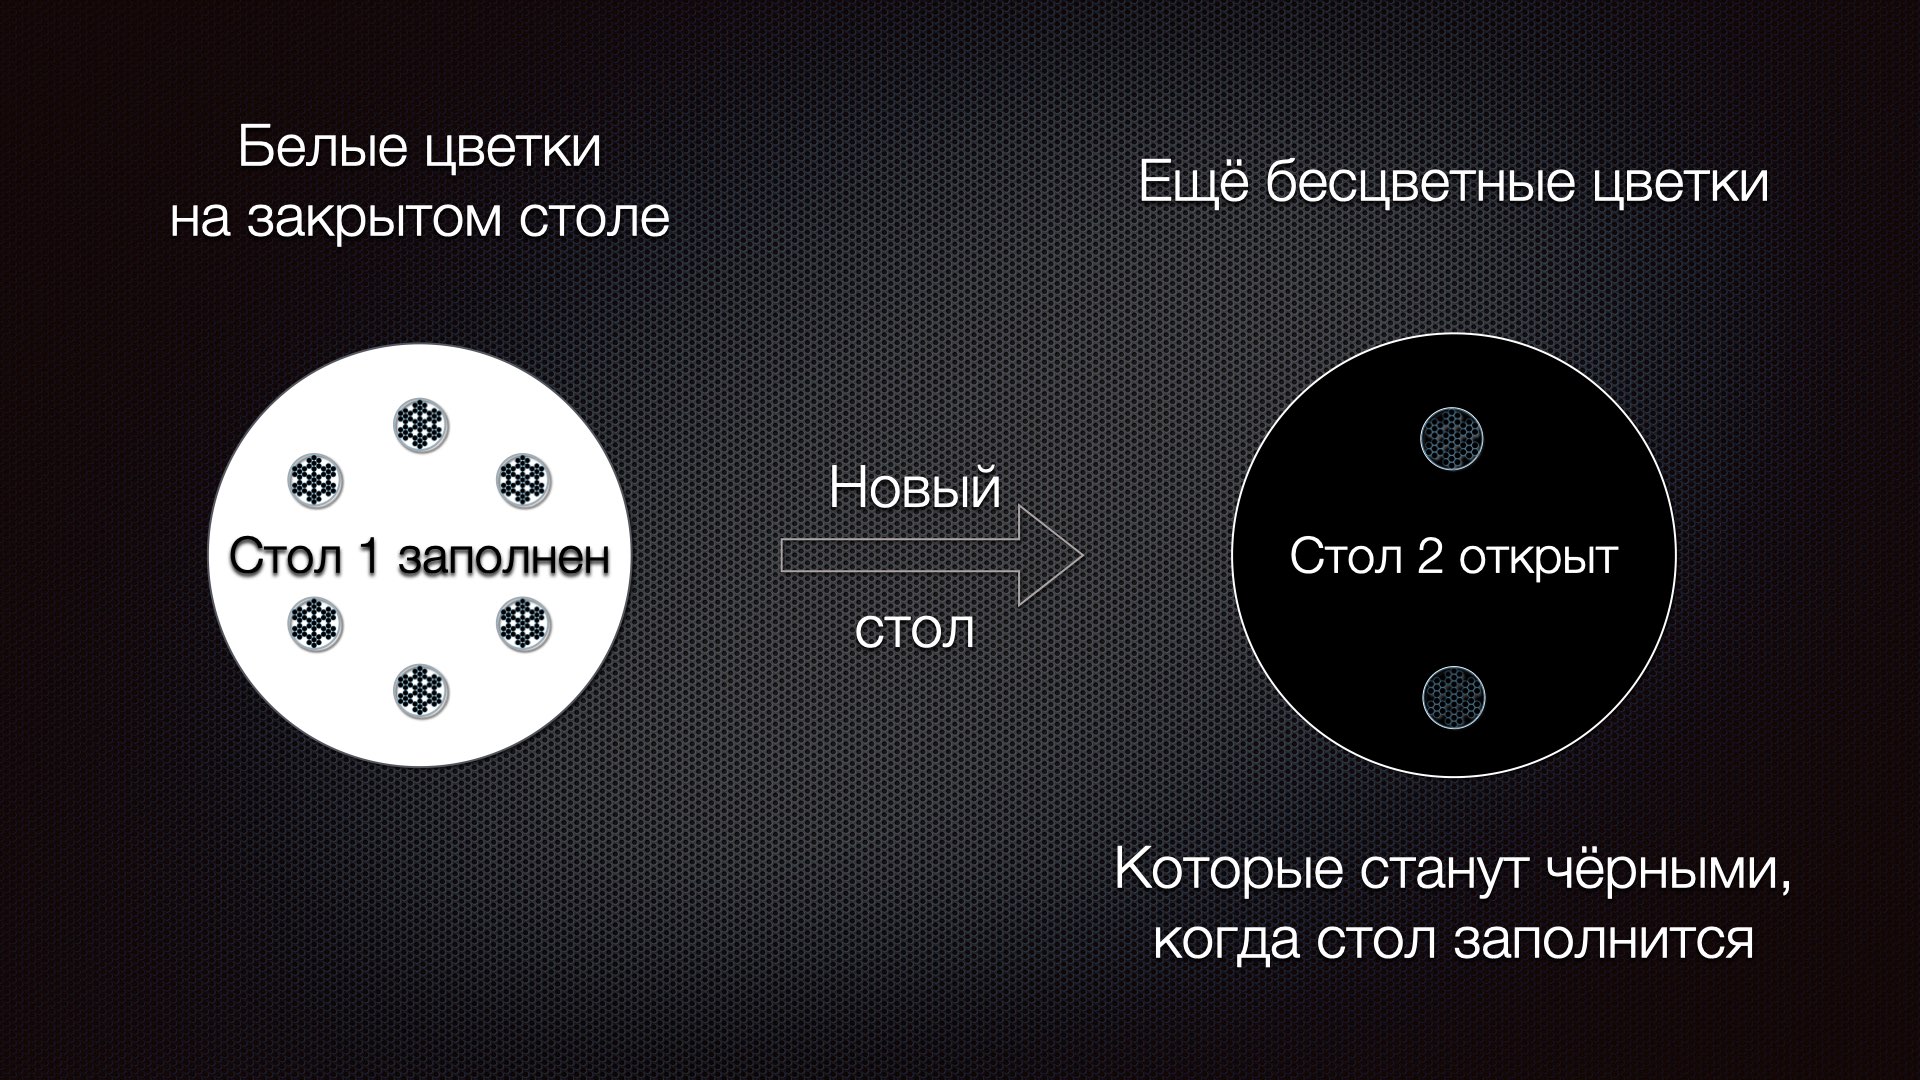 Белые цветки
на закрытом столе
Стол 1 заполнен
Новый
стол
Ещё бесцветные цветки
Стол 2 открыт
Которые станут чёрными,
когда стол заполнится